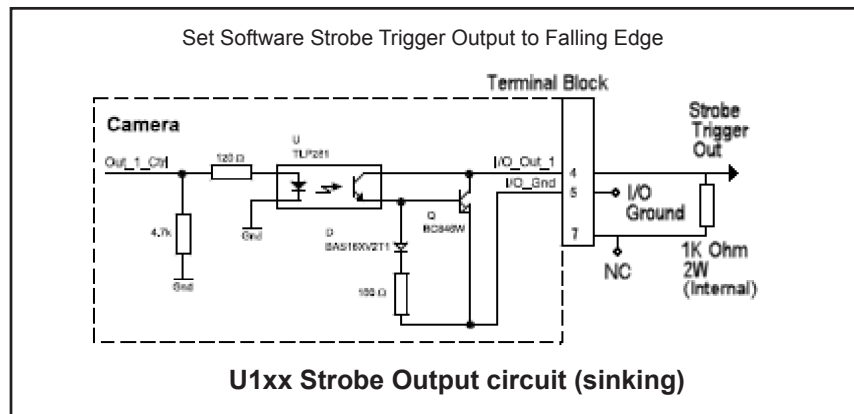 Set Software Strobe Trigger Output to Falling Edge
Terminal Block
Camera
Strobe
Trigger
Out
U
TLP281
Out_1_Ctrl
120 Ω
I/O_Out_1
4
I/O_Gnd
5
I/O
Ground
Q
BC846W
4.7k
Gnd
D
BAS16XV2T1
7
Gnd
180 Ω
NC
1K Ohm
2W
(Internal)
U1xx Strobe Output circuit (sinking)